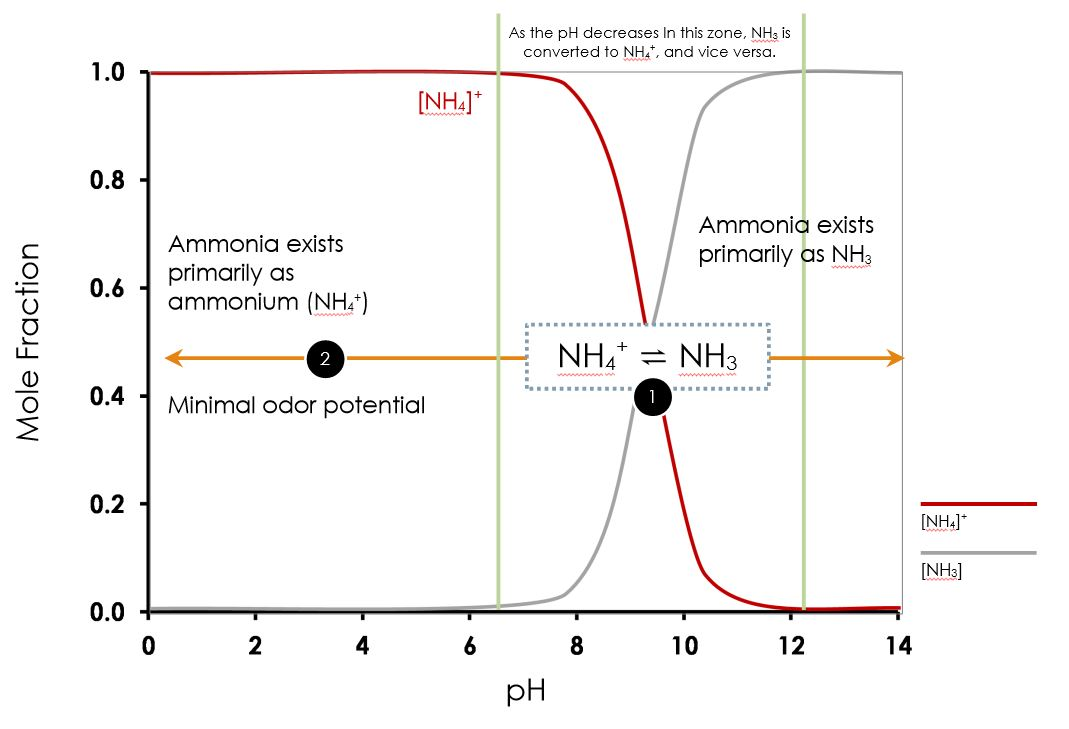 As the pH decreases in this zone, NH₃ is
converted to NH₄⁺, and vice versa.
1.0
[NH₄]⁺
0.8
Ammonia exists
primarily as NH₃
Ammonia exists
primarily as
ammonium (NH₄⁺)
0.6
Mole Fraction
2
NH₄⁺ ⇌ NH₃
1
0.4
Minimal odor potential
0.2
[NH₄]⁺
[NH₃]
0.0
0 2 4 6 8 10 12 14
pH